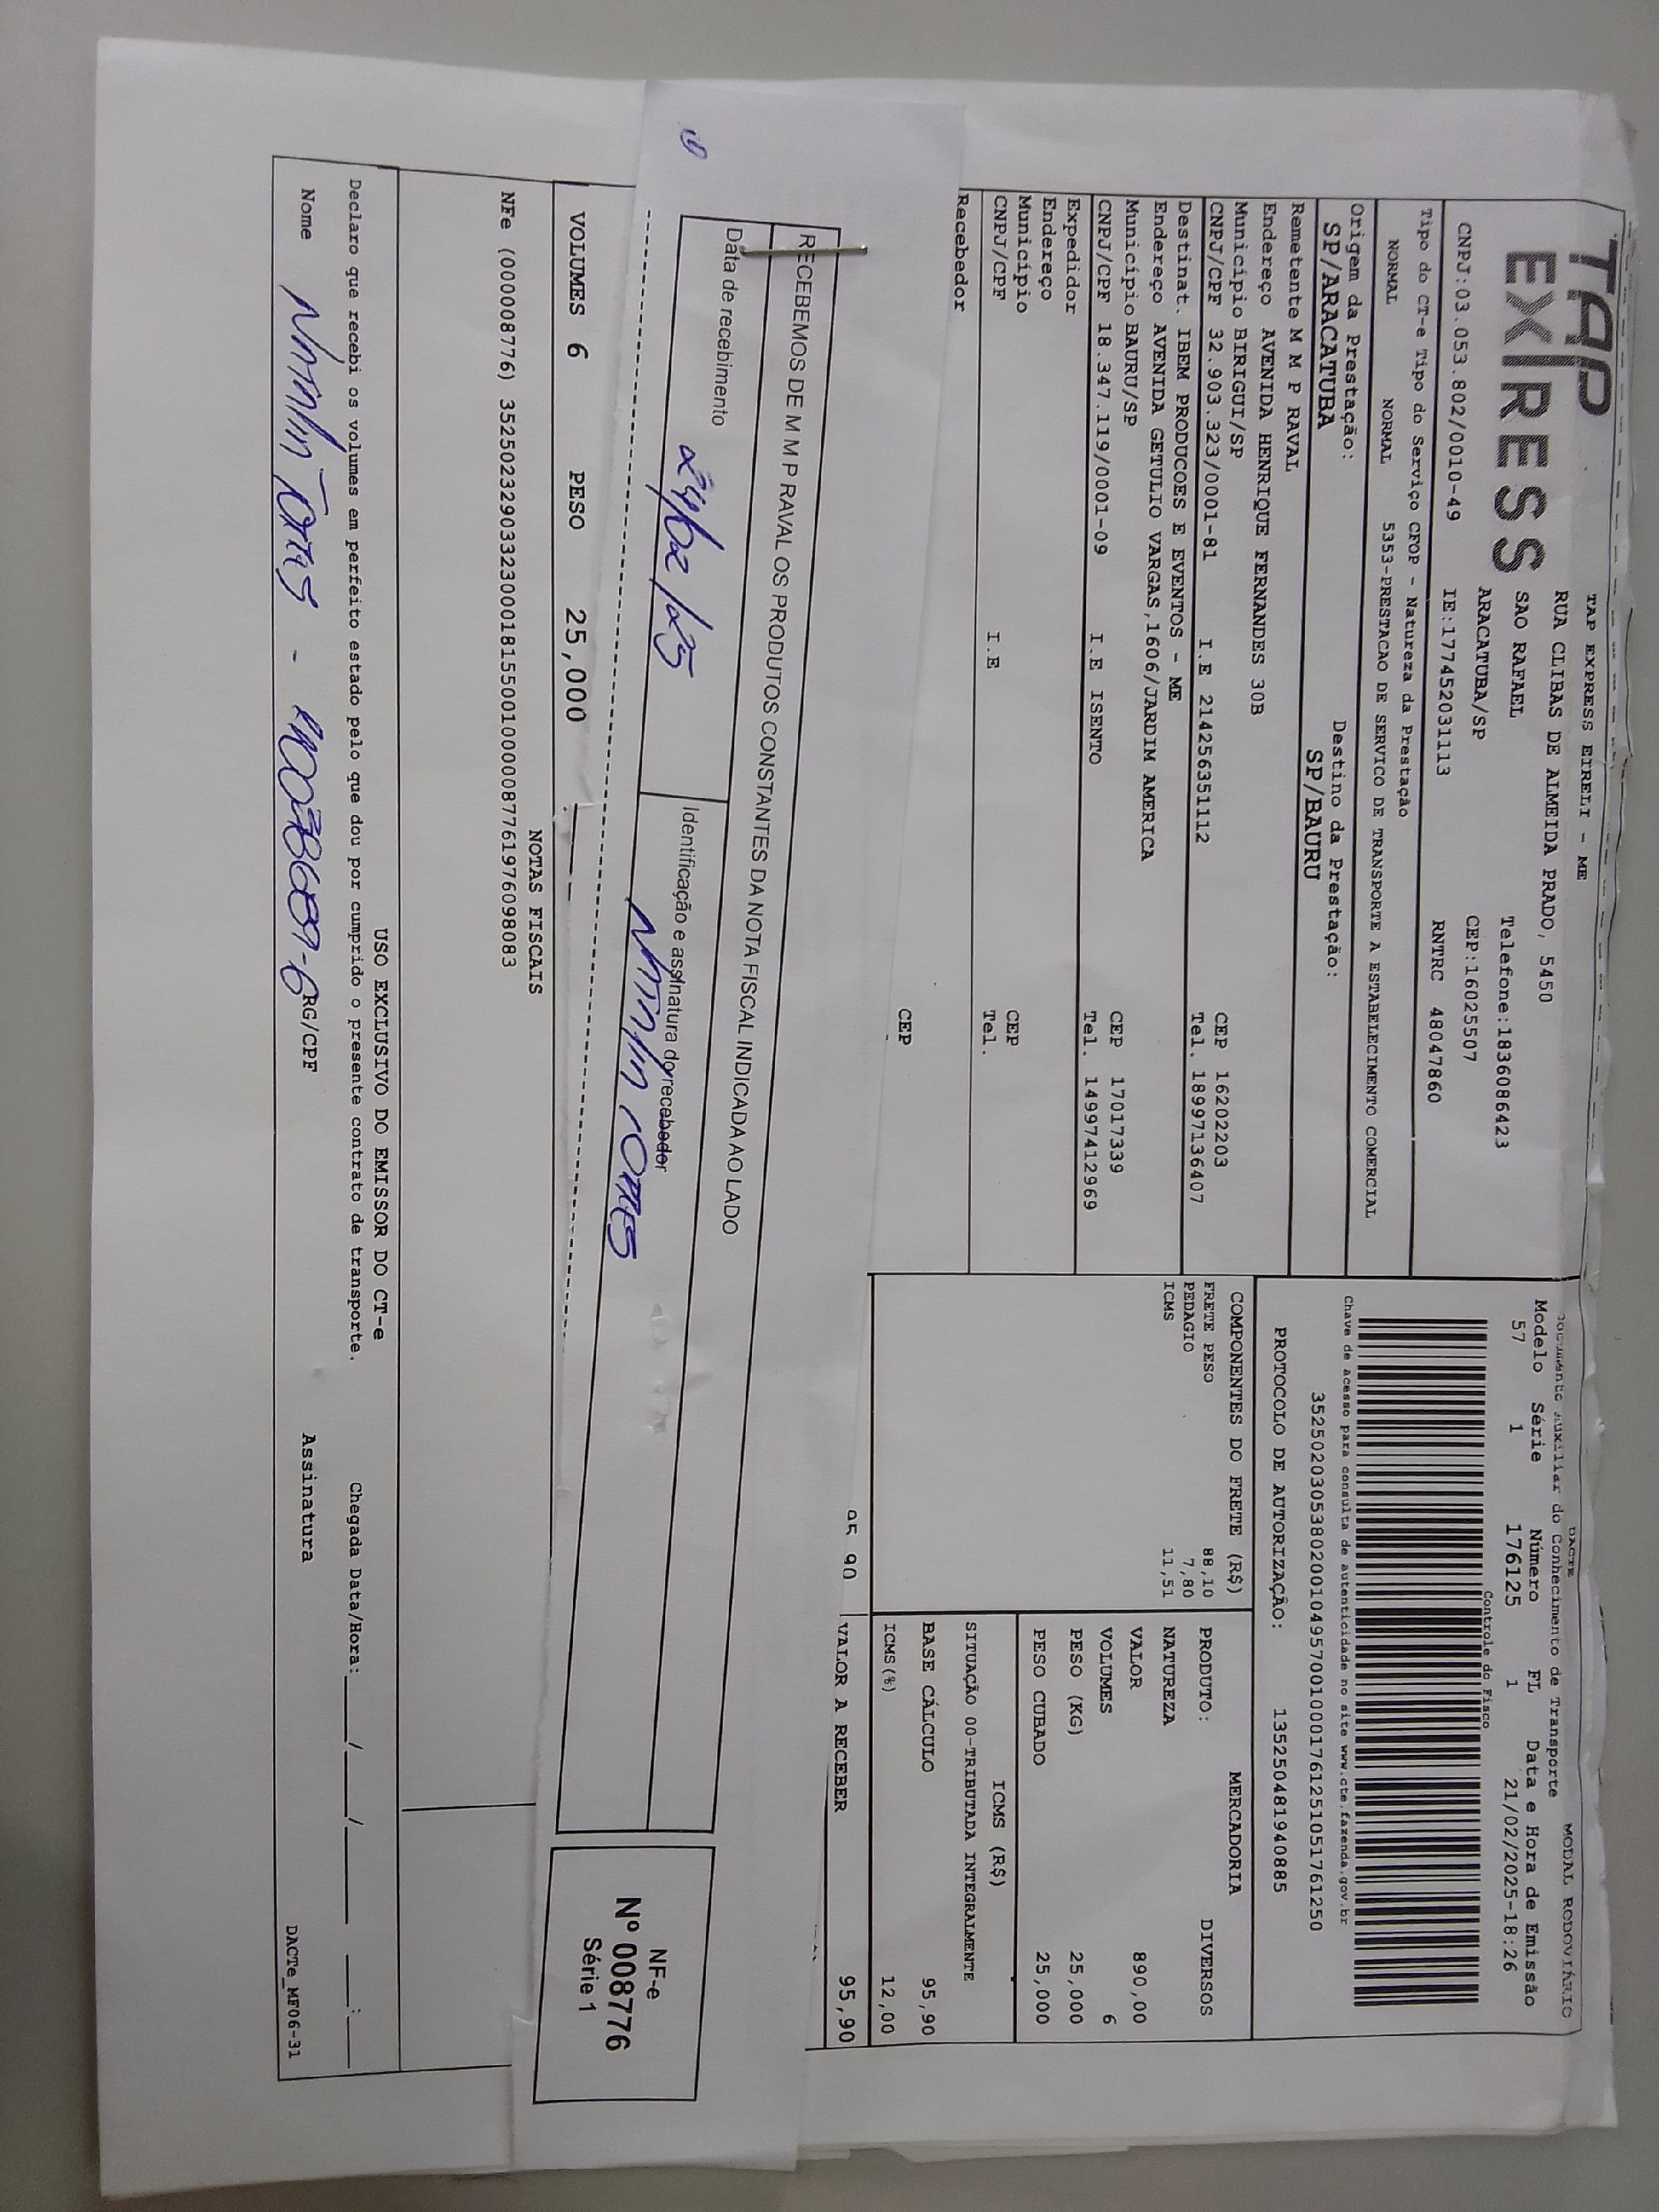 TAP
EXPRESS
TAP EXPRESS EIRELI - ME
RUA CLIBAS DE ALMEIDA PRADO, 5450
SAO RAFAEL Telefone:1836086423
ARACATUBA/SP CEP:16025507
CNPJ:03.053.802/0010-49 IE:177452031113 RNTRC 48047860
Tipo do CT-e Tipo do Serviço CFOP - Natureza da Prestação
NORMAL NORMAL 5353-PRESTACAO DE SERVICO DE TRANSPORTE A ESTABELECIMENTO COMERCIAL
Origem da Prestação: Destino da Prestação:
SP/ARACATUBA SP/BAURU
Remetente M M P RAVAL
Endereço AVENIDA HENRIQUE FERNANDES 30B
Município BIRIGUI/SP CEP 16202203
CNPJ/CPF 32.903.323/0001-81 I.E 214256351112 Tel. 18997136407
Destinat. IBEM PRODUCOES E EVENTOS - ME
Endereço AVENIDA GETULIO VARGAS,1606/JARDIM AMERICA
Município BAURU/SP CEP 17017339
CNPJ/CPF 18.347.119/0001-09 I.E ISENTO Tel. 14997412969
Expedidor
Endereço
Município CEP
CNPJ/CPF I.E Tel.
Recebedor
CEP
DACTE MODAL RODOVIÁRIO
Documento Auxiliar do Conhecimento de Transporte
Modelo Série Número FL Data e Hora de Emissão
57 1 176125 1 21/02/2025-18:26
Controle do Fisco
Chave de acesso para consulta de autenticidade no site www.cte.fazenda.gov.br
35250203053802001049570010001761251051761250
PROTOCOLO DE AUTORIZAÇÃO: 135250481940885
COMPONENTES DO FRETE (R$)
FRETE PESO 88,10
PEDAGIO 7,80
ICMS 11,51
95,90
MERCADORIA
PRODUTO: DIVERSOS
NATUREZA
VALOR 890,00
VOLUMES 6
PESO (KG) 25,000
PESO CUBADO 25,000
ICMS (R$)
SITUAÇÃO 00-TRIBUTADA INTEGRALMENTE
BASE CÁLCULO 95,90
ICMS(%) 12,00
VALOR A RECEBER 95,90
RECEBEMOS DE M M P RAVAL OS PRODUTOS CONSTANTES DA NOTA FISCAL INDICADA AO LADO
Data de recebimento Identificação e assinatura do recebedor
24/02/25
NF-e
Nº 008776
Série 1
VOLUMES 6 PESO 25,000
NOTAS FISCAIS
NFe (000008776) 35250232903323000181550010000087761976098083
USO EXCLUSIVO DO EMISSOR DO CT-e
Declaro que recebi os volumes em perfeito estado pelo que dou por cumprido o presente contrato de transporte. Chegada Data/Hora:____/____/____ __:__
Nome RG/CPF Assinatura
DACTe_MF06-31